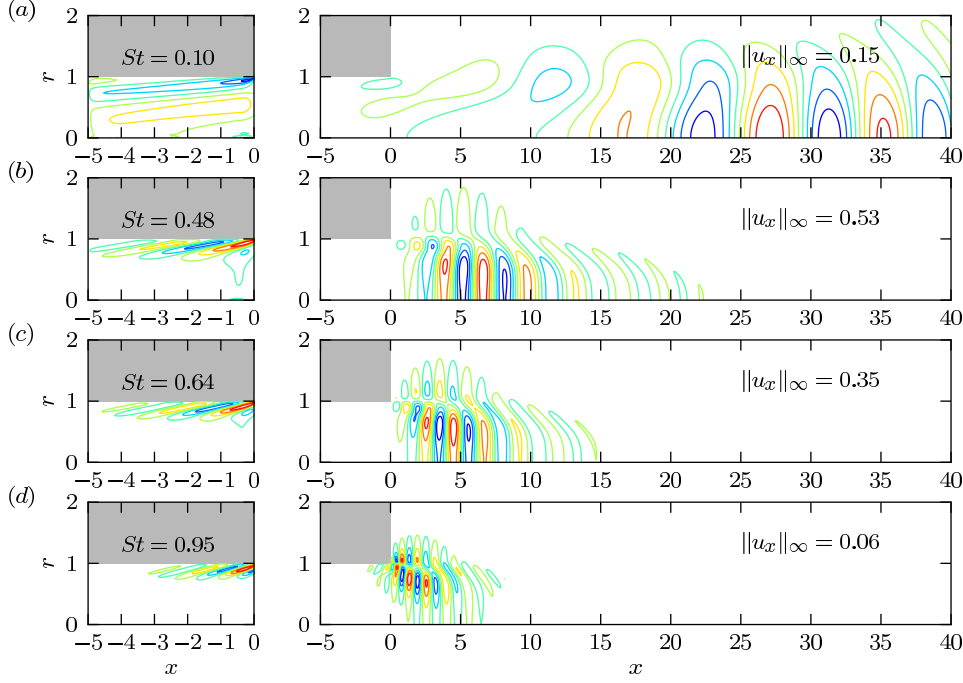 (a)
2
1
0
r
St = 0.10
−5 −4 −3 −2 −1 0
2
1
0
‖u_x‖∞ = 0.15
−5 0 5 10 15 20 25 30 35 40
(b)
2
1
0
r
St = 0.48
−5 −4 −3 −2 −1 0
2
1
0
‖u_x‖∞ = 0.53
−5 0 5 10 15 20 25 30 35 40
(c)
2
1
0
r
St = 0.64
−5 −4 −3 −2 −1 0
2
1
0
‖u_x‖∞ = 0.35
−5 0 5 10 15 20 25 30 35 40
(d)
2
1
0
r
St = 0.95
−5 −4 −3 −2 −1 0
x
2
1
0
‖u_x‖∞ = 0.06
−5 0 5 10 15 20 25 30 35 40
x